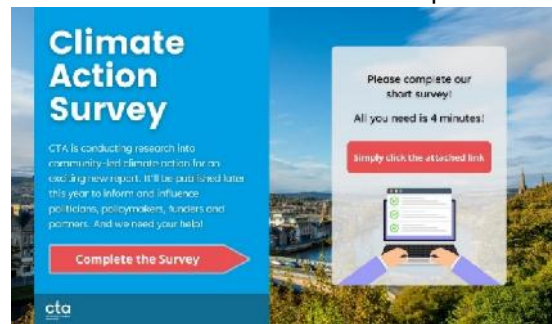 Climate
Action
Survey
CTA is conducting research into
community-led climate action for an
exciting new report. It'll be published later
this year to inform and influence
politicians, policymakers, funders and
partners. And we need your help!
Complete the Survey
cta
Please complete our
short survey!
All you need is 4 minutes!
Simply click the attached link